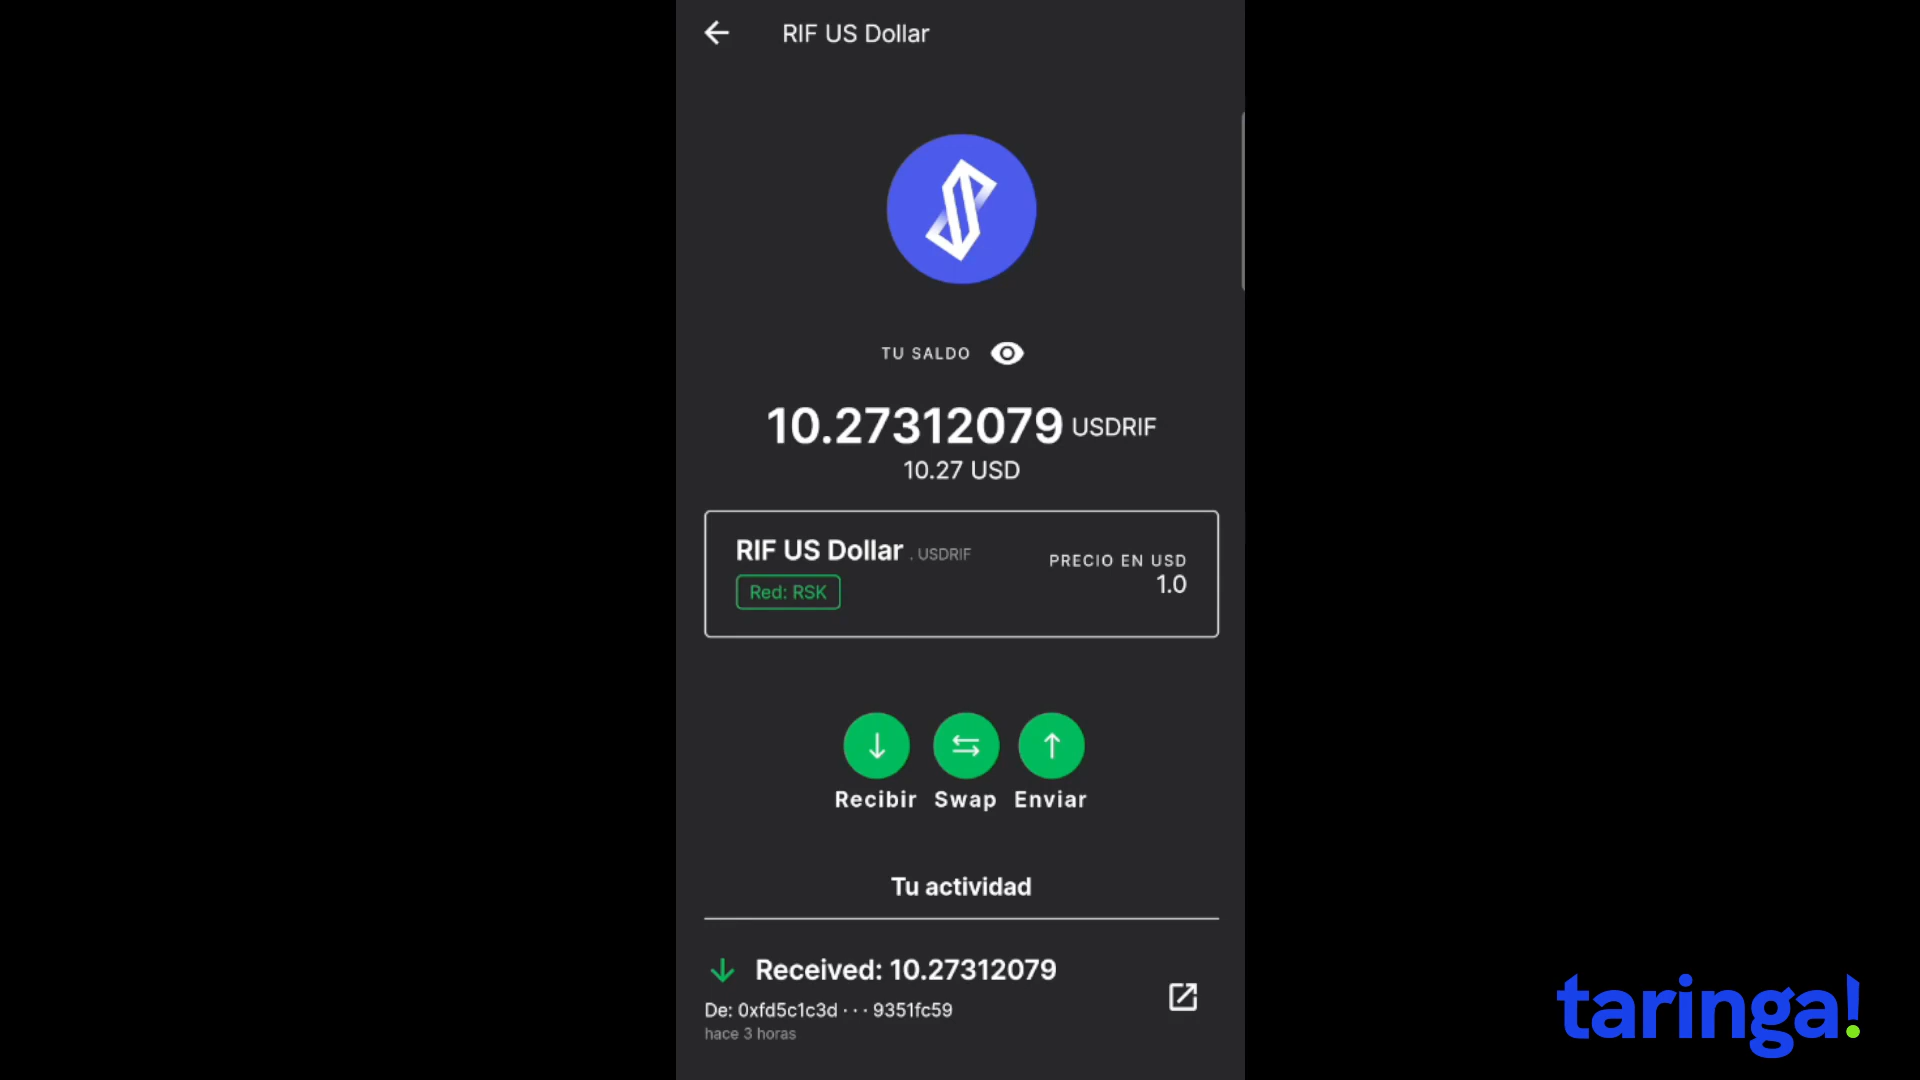 RIF US Dollar
TU SALDO
10.27312079 USDRIF
10.27 USD
RIF US Dollar . USDRIF
Red: RSK
PRECIO EN USD
1.0
Recibir Swap Enviar
Tu actividad
Received: 10.27312079
De: 0xfd5c1c3d · · · 9351fc59
hace 3 horas
taringa!